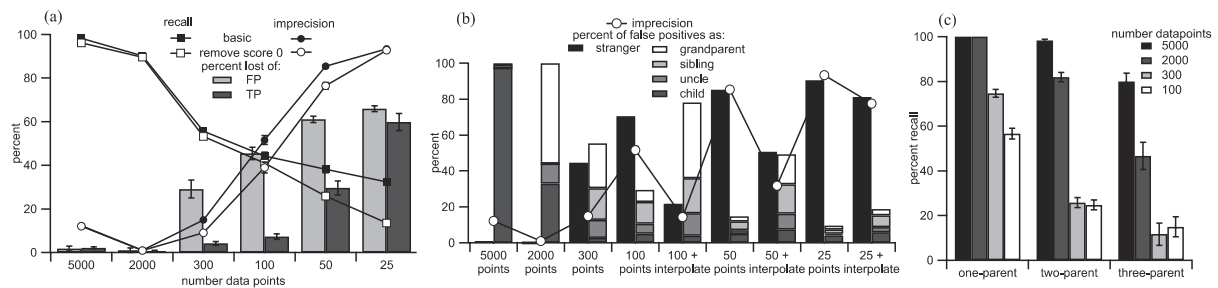 (a)
recall
imprecision
basic
remove score 0
percent lost of:
FP
TP
percent
100
80
60
40
20
0
5000
2000
300
100
50
25
number data points
(b)
imprecision
percent of false positives as:
stranger
grandparent
sibling
uncle
child
percent
100
80
60
40
20
0
5000 points
2000 points
300 points
100 points
100 + interpolate
50 points
50 + interpolate
25 points
25 + interpolate
(c)
number datapoints
5000
2000
300
100
percent recall
100
80
60
40
20
0
one-parent
two-parent
three-parent